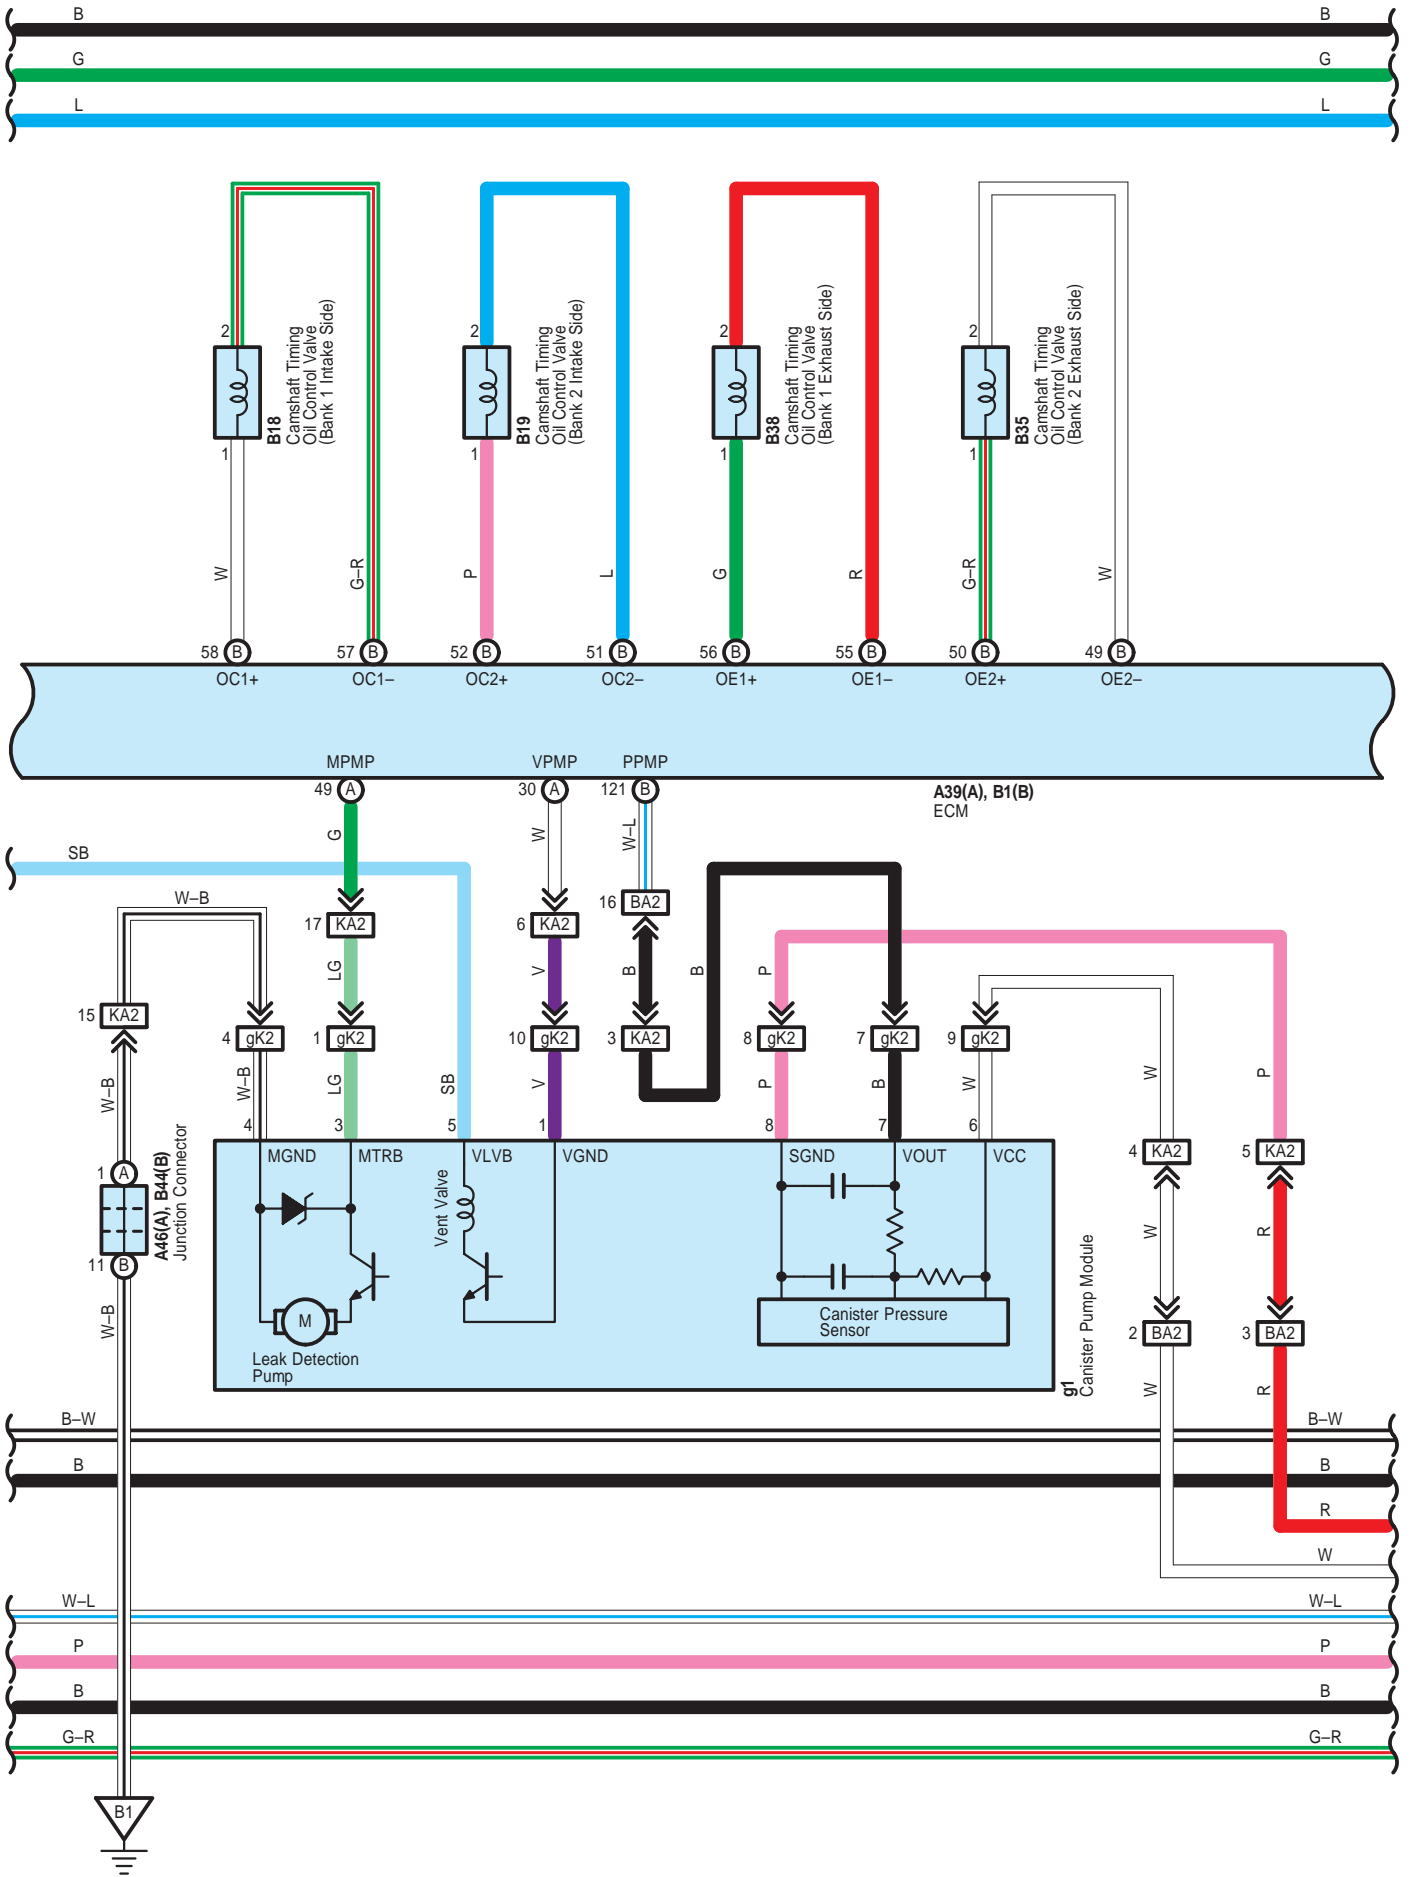 B B
G G
L L
2 2 2 2
B18
Camshaft Timing
Oil Control Valve
(Bank 1 Intake Side)
B19
Camshaft Timing
Oil Control Valve
(Bank 2 Intake Side)
B38
Camshaft Timing
Oil Control Valve
(Bank 1 Exhaust Side)
B35
Camshaft Timing
Oil Control Valve
(Bank 2 Exhaust Side)
1 1 1 1
W G–R P L G R G–R W
58 B 57 B 52 B 51 B 56 B 55 B 50 B 49 B
OC1+ OC1– OC2+ OC2– OE1+ OE1– OE2+ OE2–
MPMP VPMP PPMP
49 A 30 A 121 B
A39(A), B1(B)
ECM
G W W–L
SB
W–B
16 BA2
17 KA2 6 KA2
LG V B B P
15 KA2
4 gK2 1 gK2 10 gK2 3 KA2 8 gK2 7 gK2 9 gK2
W–B W–B LG SB V P B W W P
4 3 5 1 8 7 6
4 KA2 5 KA2
MGND MTRB VLVB VGND SGND VOUT VCC
1 A
A46(A), B44(B)
Junction Connector
11 B
Vent Valve
W R
W–B
M
Leak Detection
Pump
Canister Pressure
Sensor
g1
Canister Pump Module
2 BA2 3 BA2
W R
B–W B–W
B B
R
W
W–L W–L
P P
B B
G–R G–R
B1